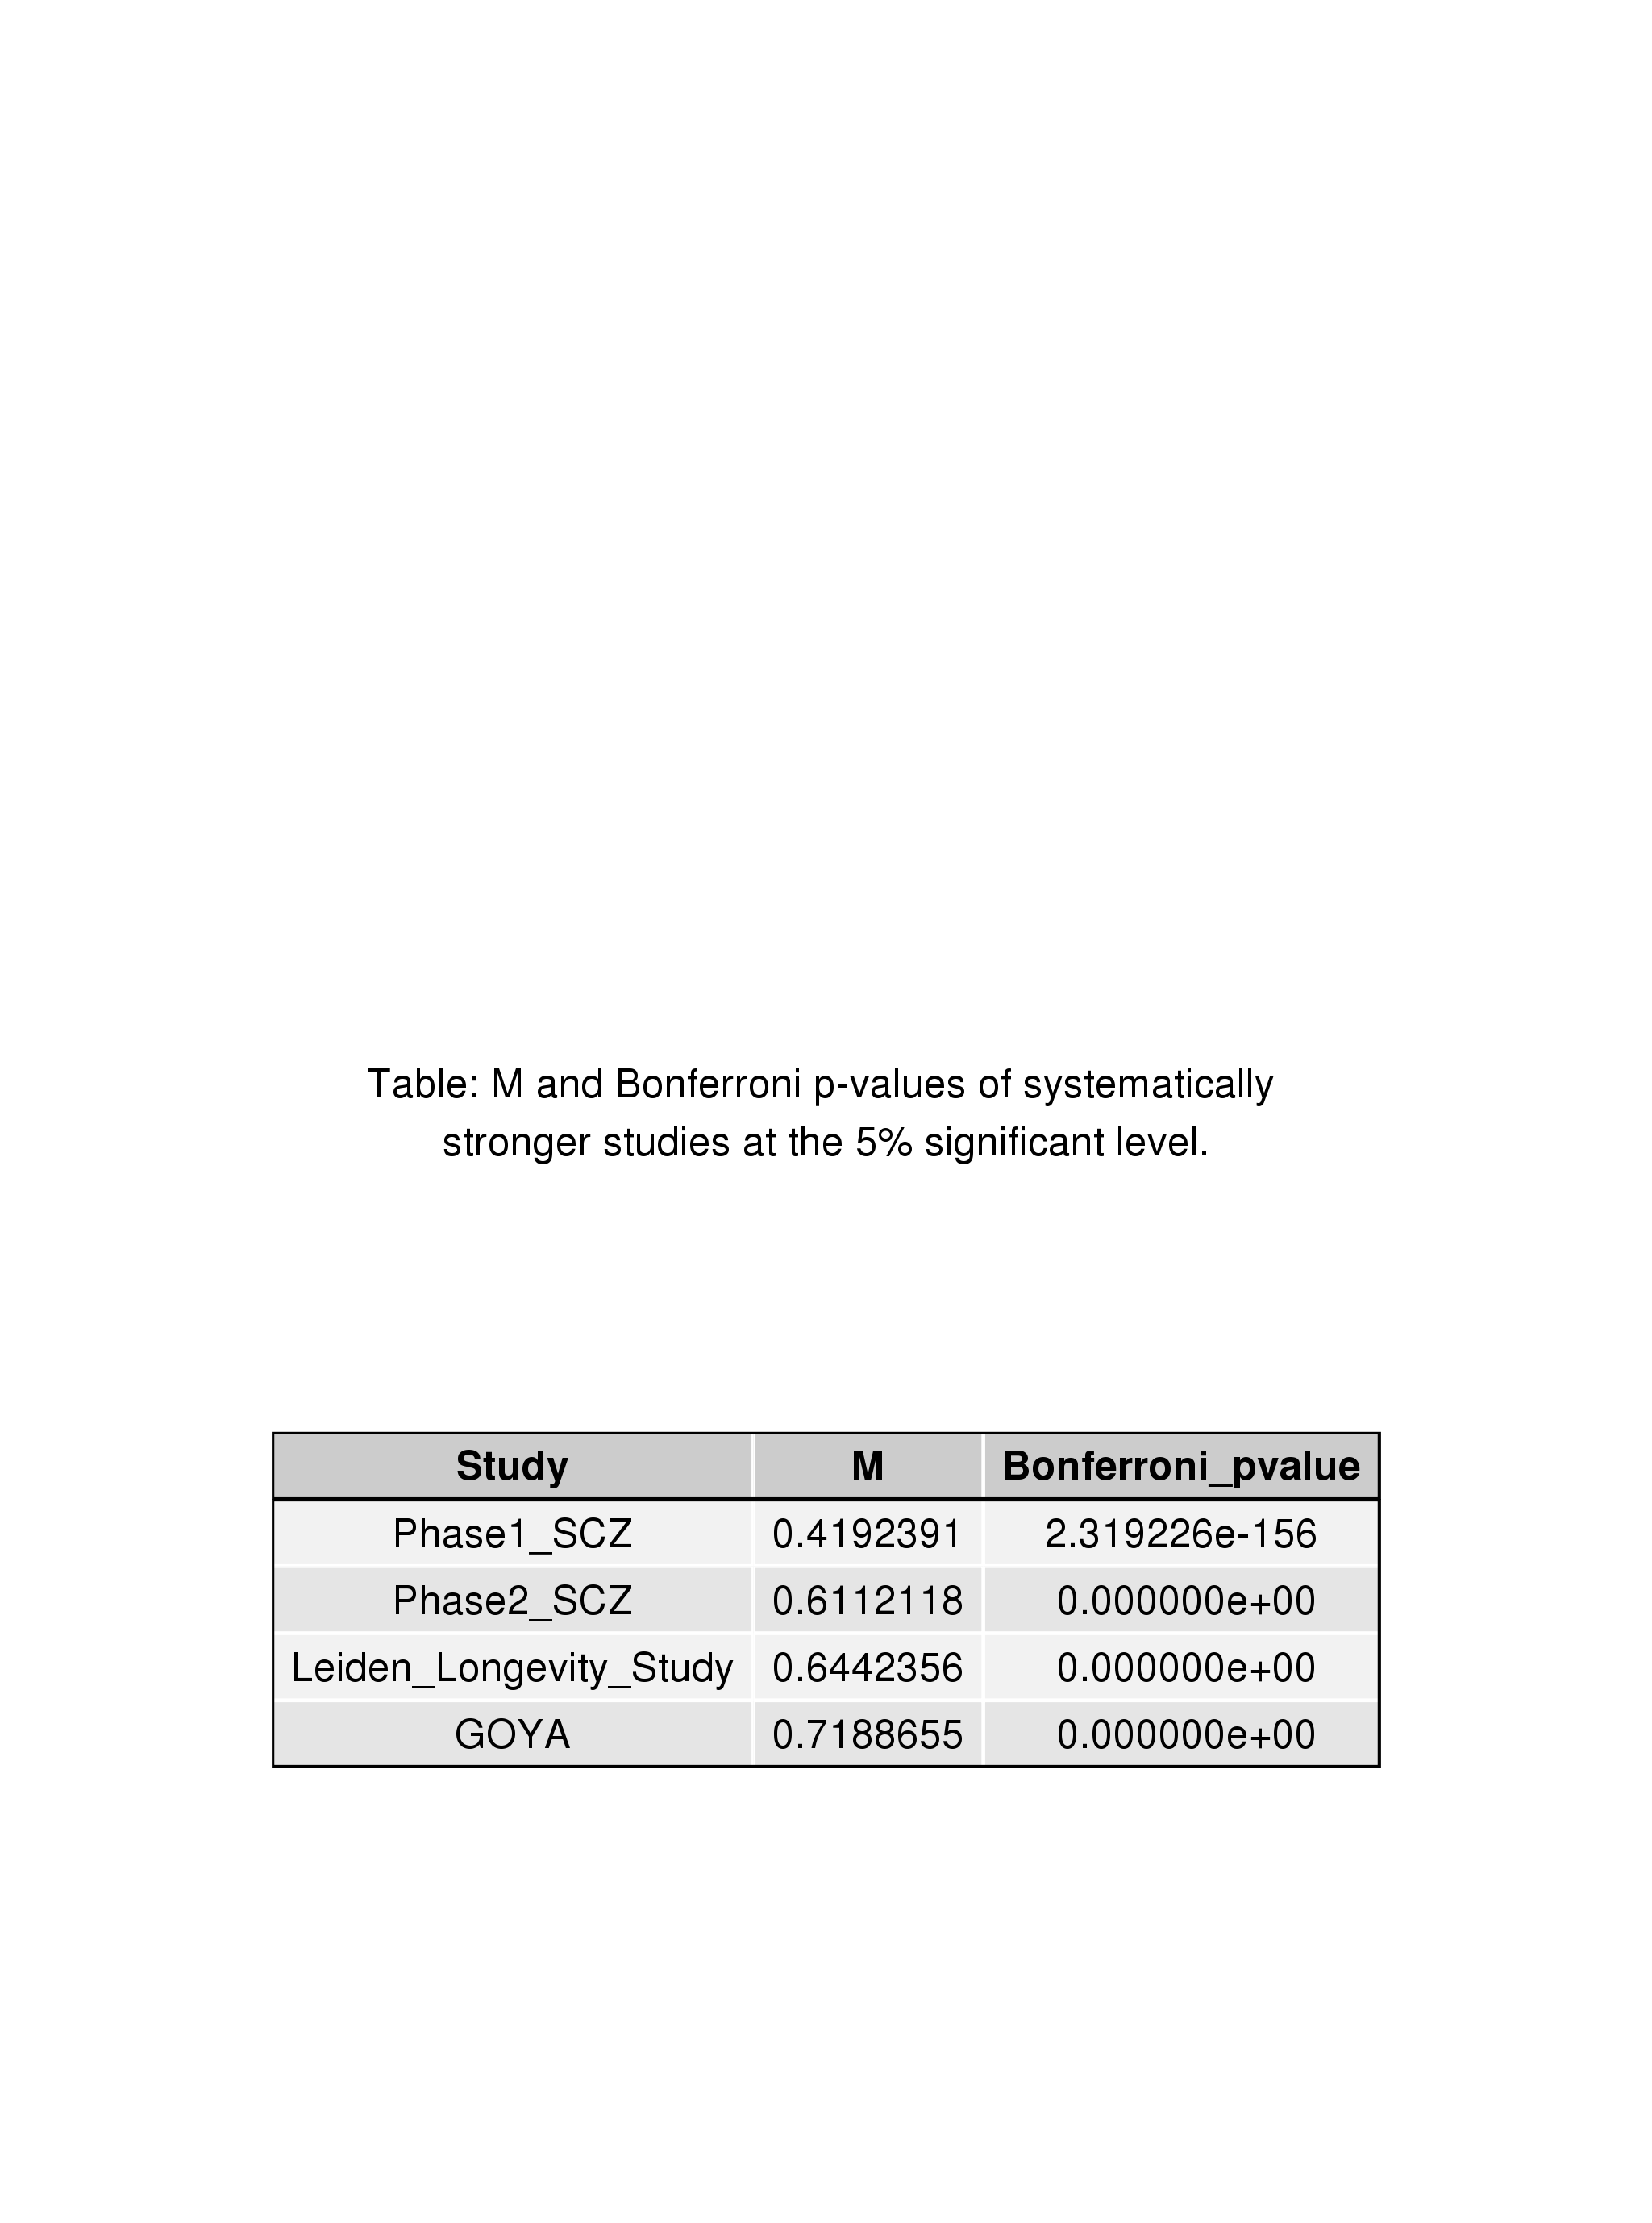 Table: M and Bonferroni p-values of systematically
stronger studies at the 5% significant level.
Study M Bonferroni_pvalue
Phase1_SCZ 0.4192391 2.319226e-156
Phase2_SCZ 0.6112118 0.000000e+00
Leiden_Longevity_Study 0.6442356 0.000000e+00
GOYA 0.7188655 0.000000e+00